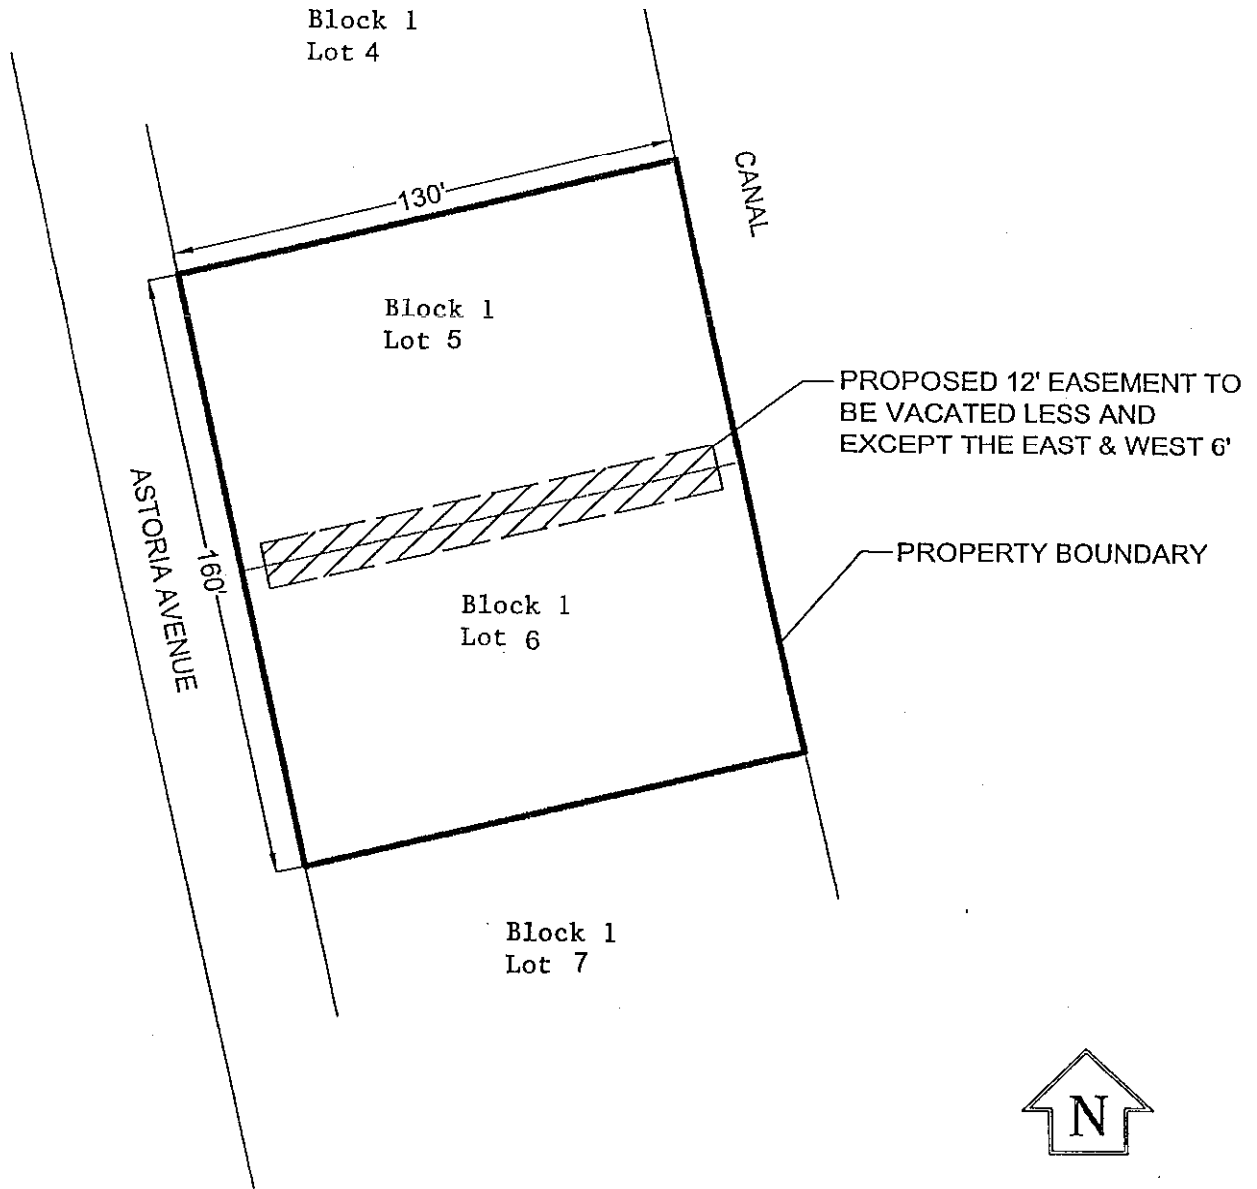 Block 1
Lot 4
130'
CANAL
Block 1
Lot 5
PROPOSED 12' EASEMENT TO
BE VACATED LESS AND
EXCEPT THE EAST & WEST 6'
ASTORIA AVENUE
160'
PROPERTY BOUNDARY
Block 1
Lot 6
Block 1
Lot 7
N